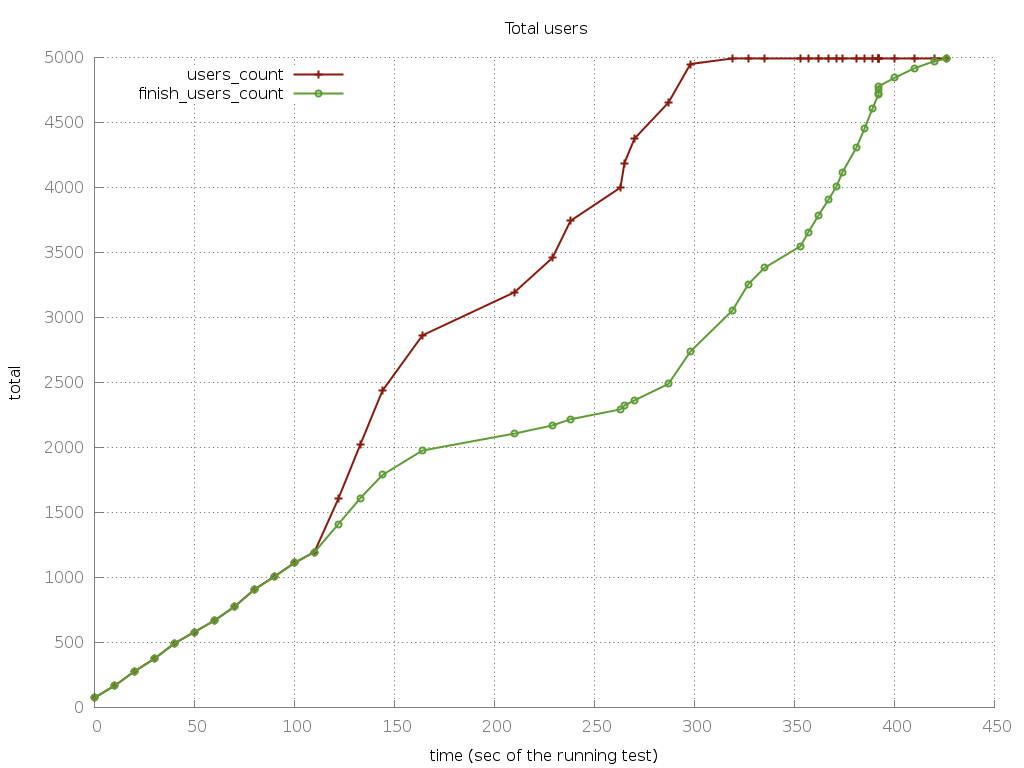 Total users
users_count
finish_users_count
5000
4500
4000
3500
3000
2500
2000
1500
1000
500
0
total
0 50 100 150 200 250 300 350 400 450
time (sec of the running test)